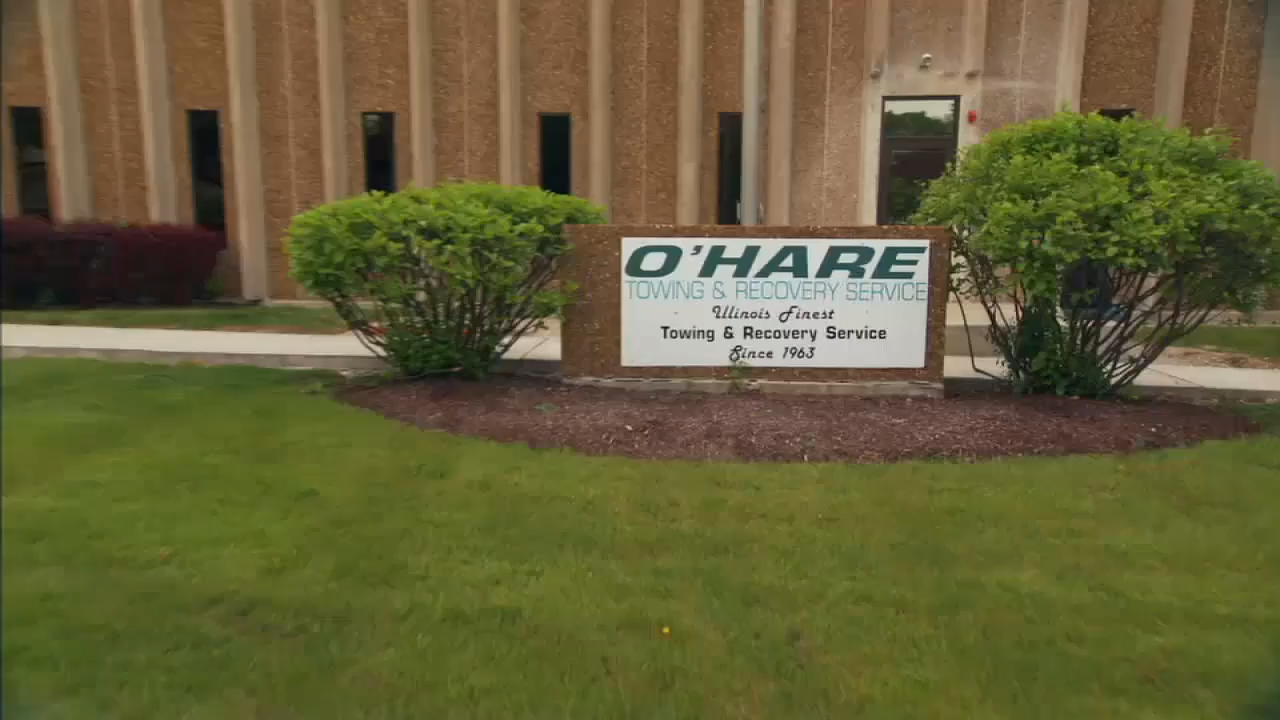 O'HARE
TOWING & RECOVERY SERVICE
Illinois Finest
Towing & Recovery Service
Since 1963